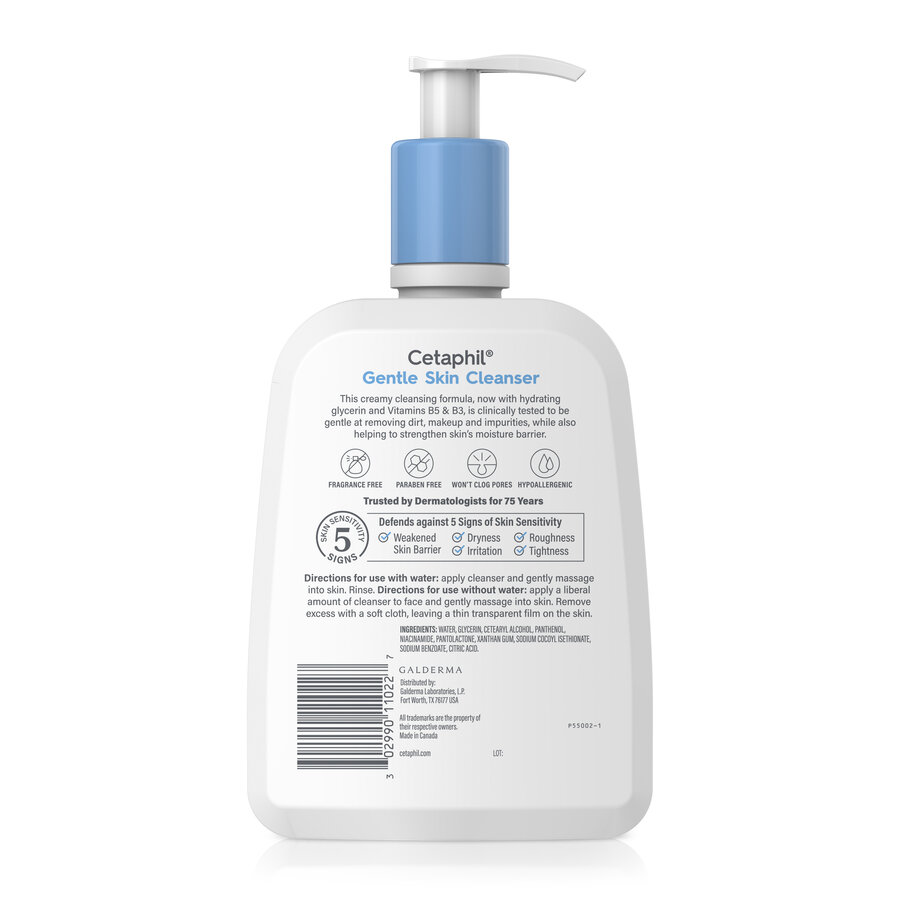 Cetaphil®
Gentle Skin Cleanser
This creamy cleansing formula, now with hydrating
glycerin and Vitamins B5 & B3, is clinically tested to be
gentle at removing dirt, makeup and impurities, while also
helping to strengthen skin's moisture barrier.
FRAGRANCE FREE
PARABEN FREE
WON'T CLOG PORES
HYPOALLERGENIC
Trusted by Dermatologists for 75 Years
SKIN SENSITIVITY
5
SIGNS
Defends against 5 Signs of Skin Sensitivity
Weakened
Skin Barrier
Dryness
Irritation
Roughness
Tightness
Directions for use with water: apply cleanser and gently massage
into skin. Rinse. Directions for use without water: apply a liberal
amount of cleanser to face and gently massage into skin. Remove
excess with a soft cloth, leaving a thin transparent film on the skin.
INGREDIENTS: WATER, GLYCERIN, CETEARYL ALCOHOL, PANTHENOL,
NIACINAMIDE, PANTOLACTONE, XANTHAN GUM, SODIUM COCOYL ISETHIONATE,
SODIUM BENZOATE, CITRIC ACID.
3 02990 11022 7
GALDERMA
Distributed by:
Galderma Laboratories, L.P.
Fort Worth, TX 76177 USA
All trademarks are the property of
their respective owners.
Made in Canada
P55002-1
cetaphil.com
LOT: